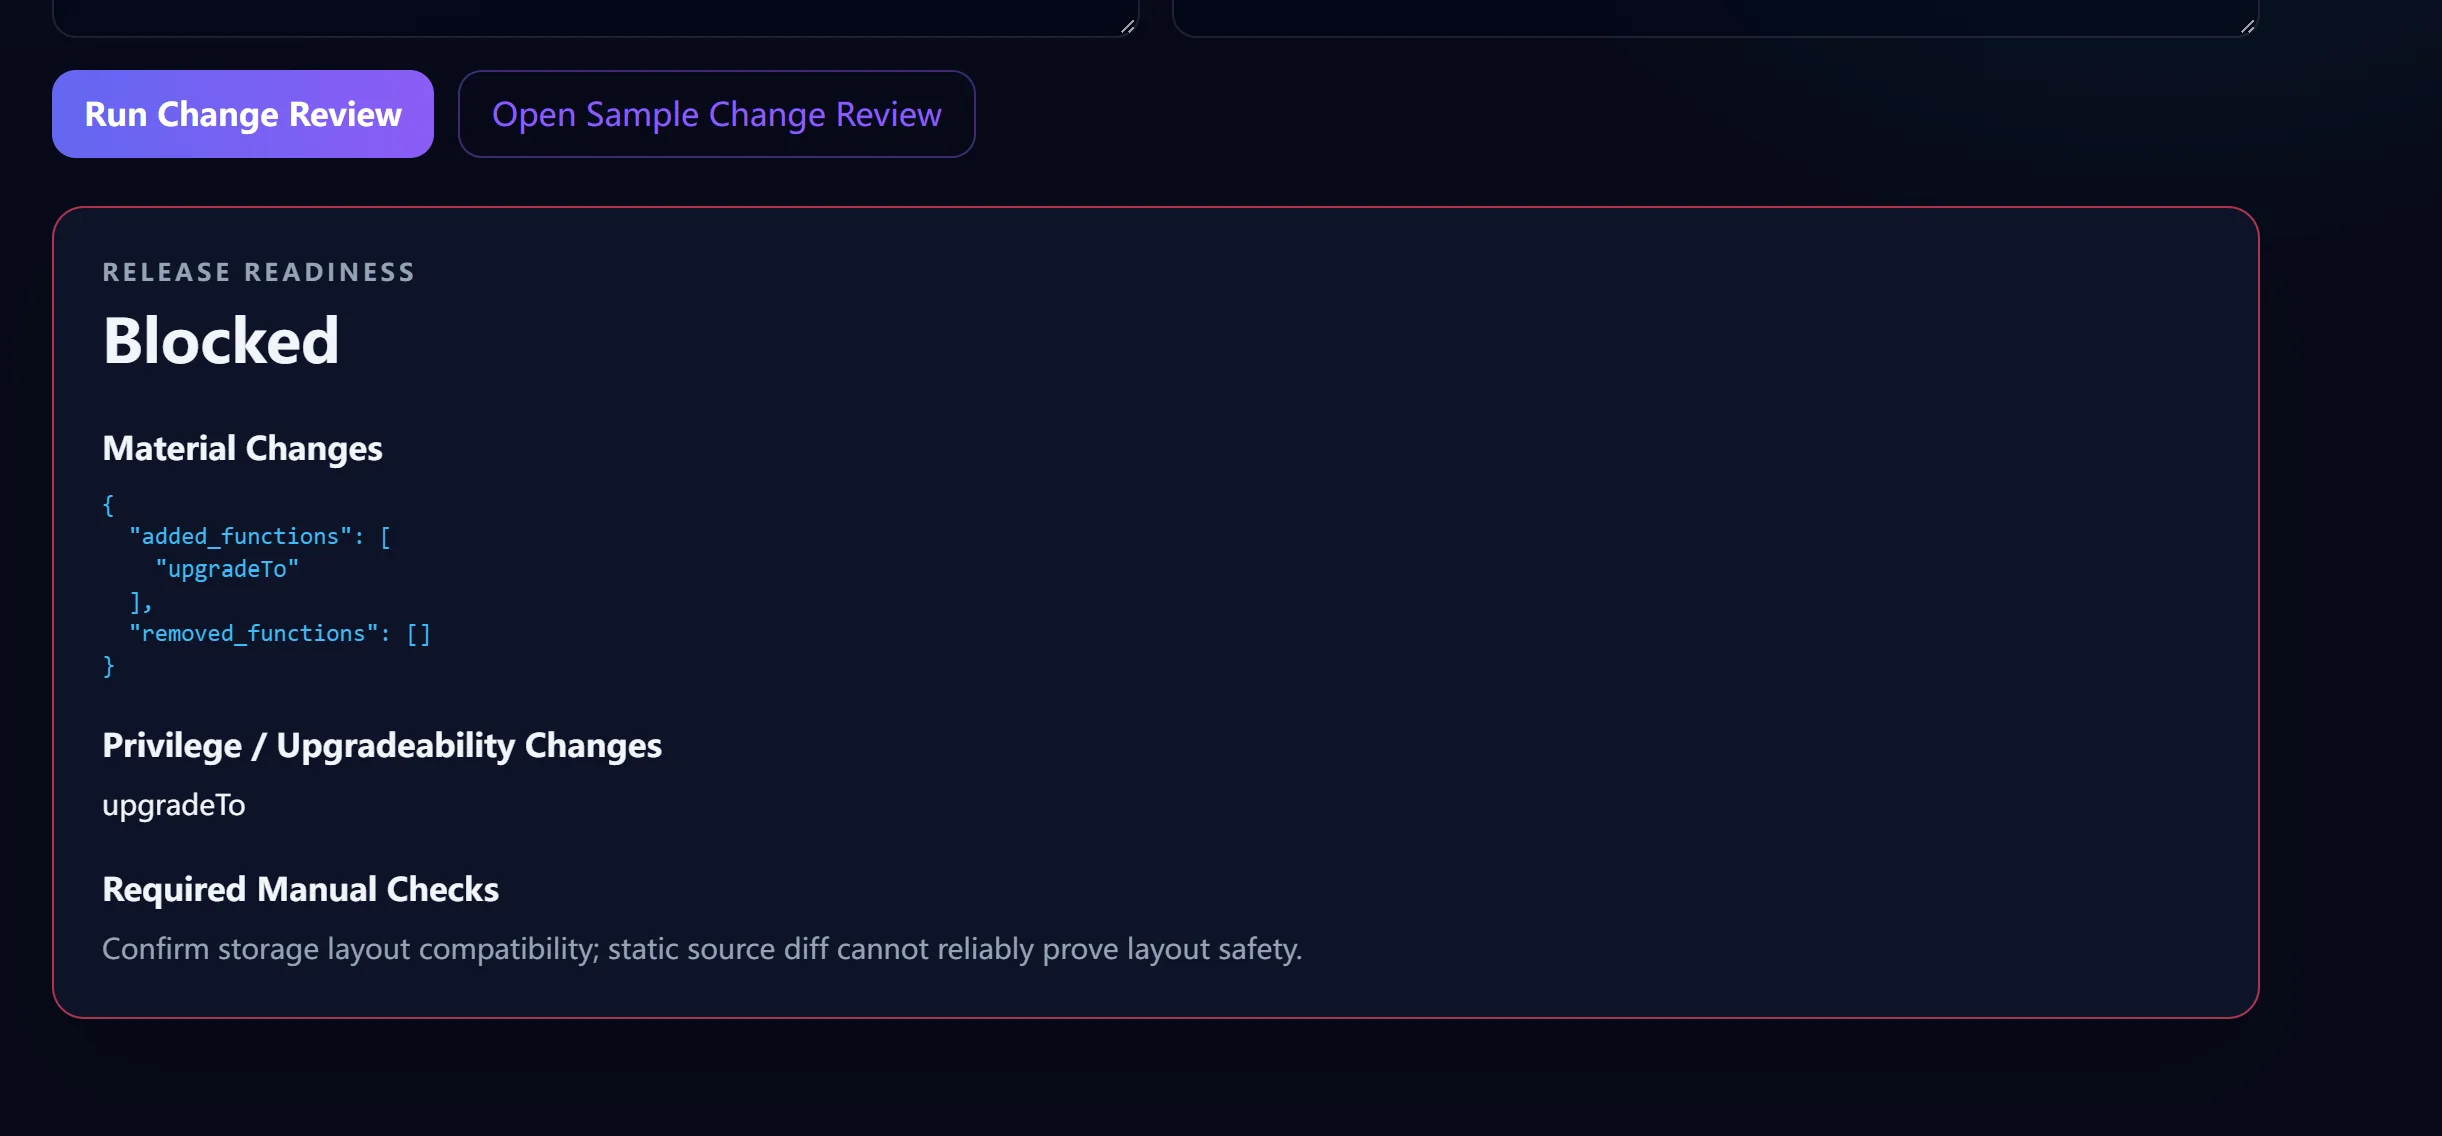 Run Change Review
Open Sample Change Review
RELEASE READINESS
Blocked
Material Changes
{
  "added_functions": [
    "upgradeTo"
  ],
  "removed_functions": []
}
Privilege / Upgradeability Changes
upgradeTo
Required Manual Checks
Confirm storage layout compatibility; static source diff cannot reliably prove layout safety.